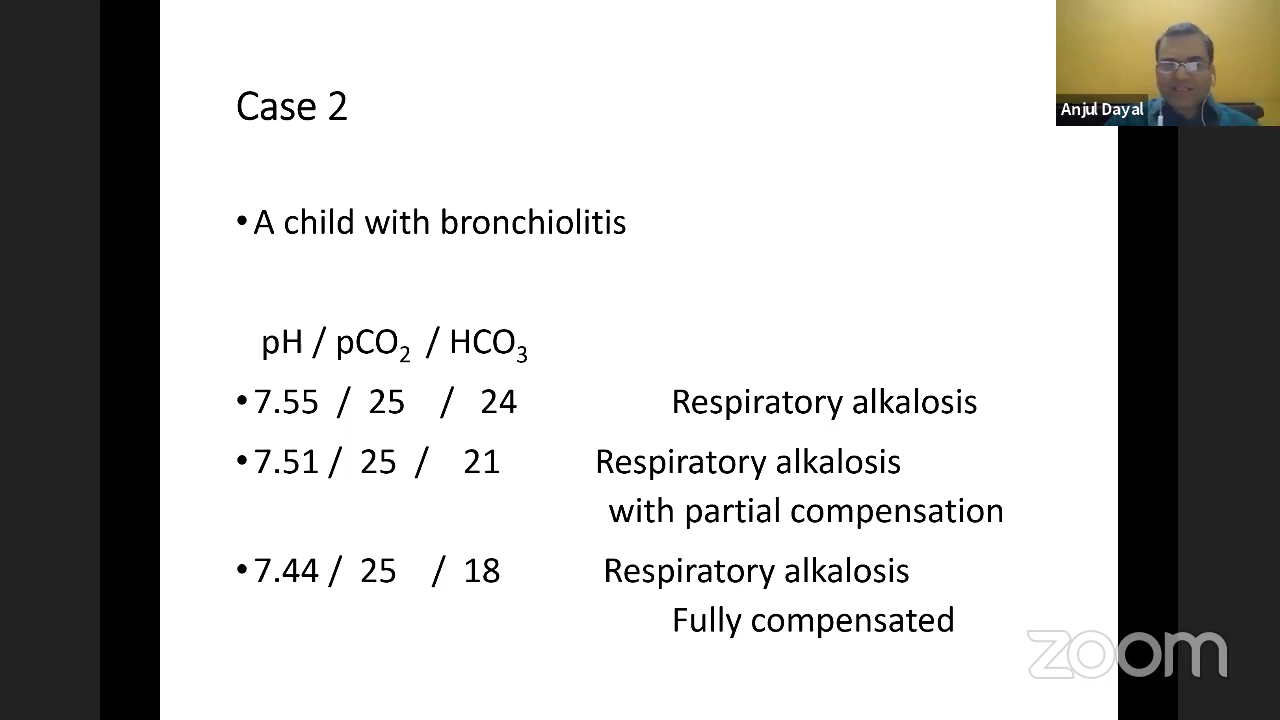 Case 2
Anjul Dayal
• A child with bronchiolitis
pH / pCO₂ / HCO₃
• 7.55 / 25 / 24 Respiratory alkalosis
• 7.51 / 25 / 21 Respiratory alkalosis
with partial compensation
• 7.44 / 25 / 18 Respiratory alkalosis
Fully compensated
zoom